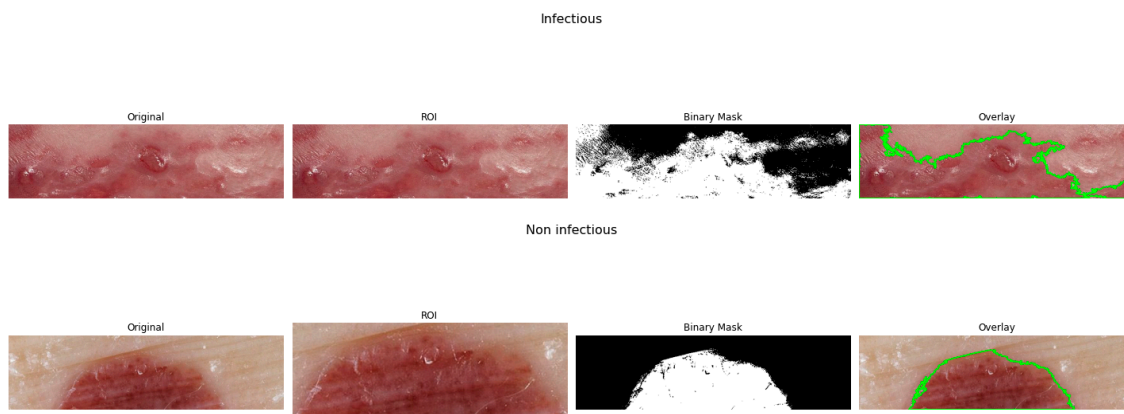 Infectious
Original ROI Binary Mask Overlay
Non infectious
Original ROI Binary Mask Overlay